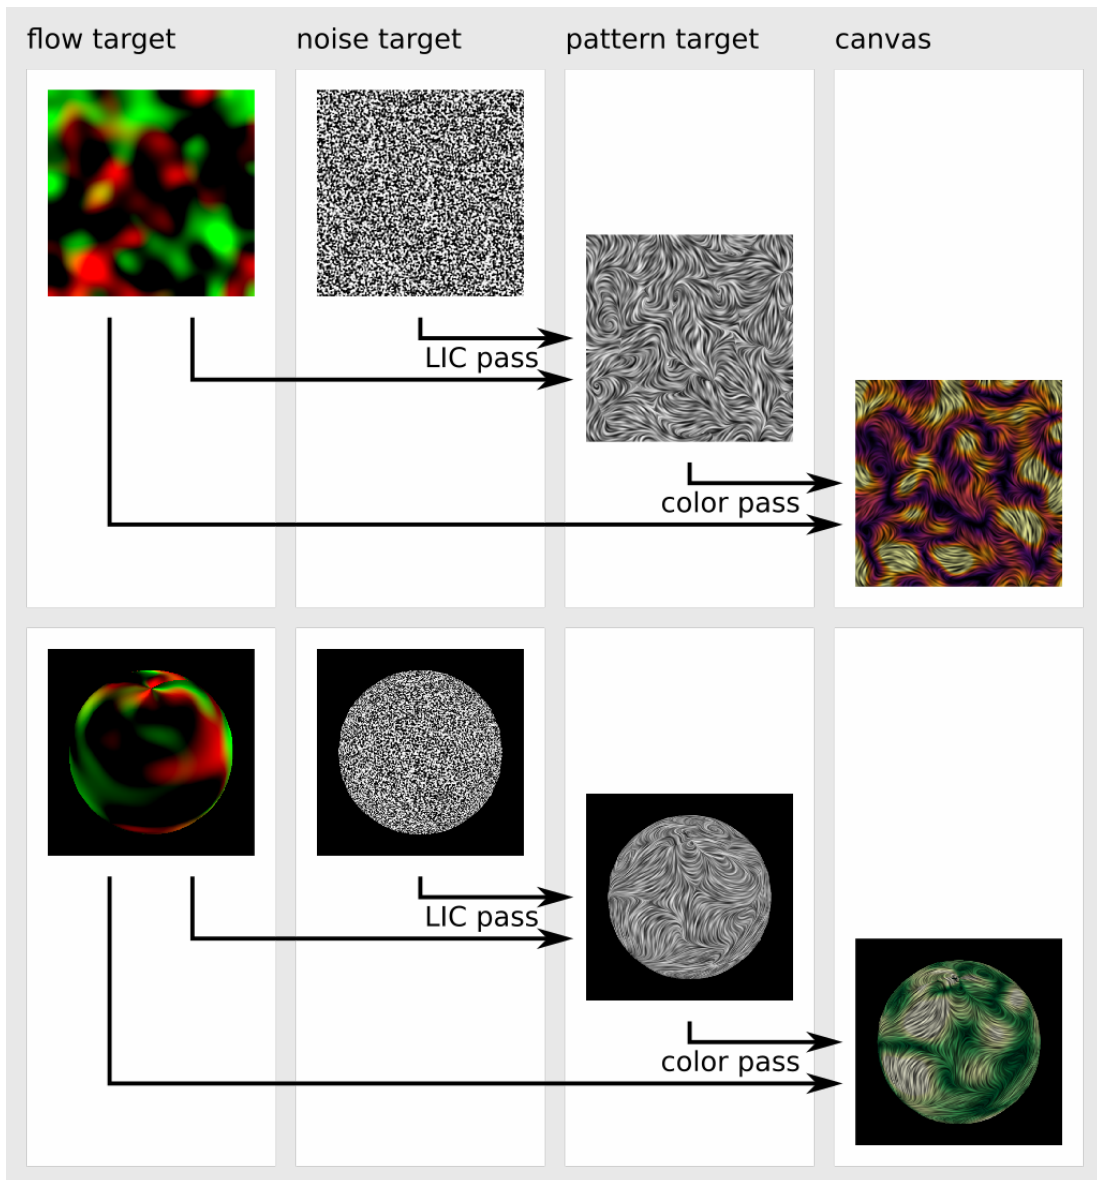 flow target
noise target
pattern target
canvas
LIC pass
color pass
LIC pass
color pass